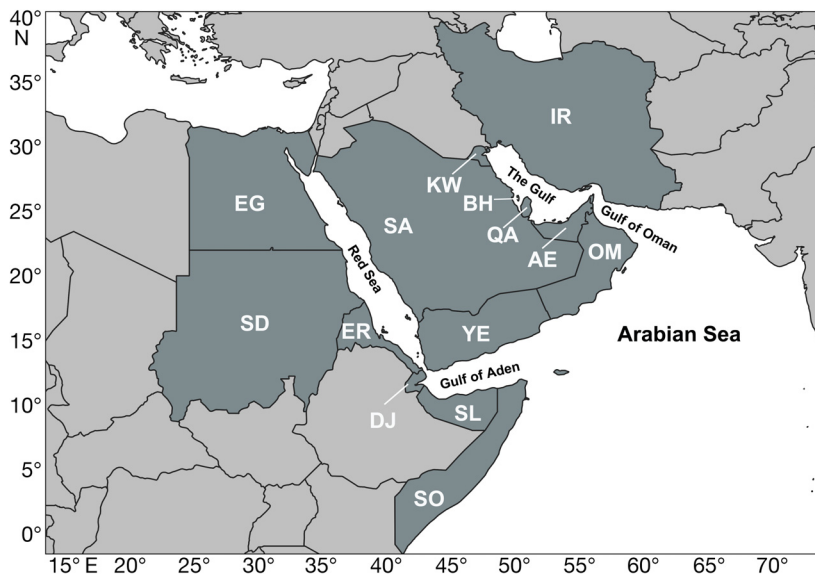 40°
N
35°
30°
25°
20°
15°
10°
5°
0°
IR
KW
The Gulf
BH
EG
SA
QA
Gulf of Oman
AE
OM
Red Sea
SD
ER
YE
Arabian Sea
Gulf of Aden
DJ
SL
SO
15° E 20° 25° 30° 35° 40° 45° 50° 55° 60° 65° 70°